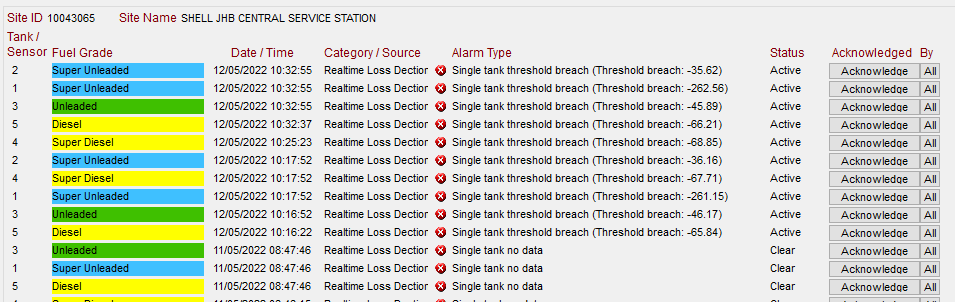 Site ID 10043065 Site Name SHELL JHB CENTRAL SERVICE STATION
Tank / Sensor Fuel Grade Date / Time Category / Source Alarm Type Status Acknowledged By
2 Super Unleaded 12/05/2022 10:32:55 Realtime Loss Dectior Single tank threshold breach (Threshold breach: -35.62) Active Acknowledge All
1 Super Unleaded 12/05/2022 10:32:55 Realtime Loss Dectior Single tank threshold breach (Threshold breach: -262.56) Active Acknowledge All
3 Unleaded 12/05/2022 10:32:55 Realtime Loss Dectior Single tank threshold breach (Threshold breach: -45.89) Active Acknowledge All
5 Diesel 12/05/2022 10:32:37 Realtime Loss Dectior Single tank threshold breach (Threshold breach: -66.21) Active Acknowledge All
4 Super Diesel 12/05/2022 10:25:23 Realtime Loss Dectior Single tank threshold breach (Threshold breach: -68.85) Active Acknowledge All
2 Super Unleaded 12/05/2022 10:17:52 Realtime Loss Dectior Single tank threshold breach (Threshold breach: -36.16) Active Acknowledge All
4 Super Diesel 12/05/2022 10:17:52 Realtime Loss Dectior Single tank threshold breach (Threshold breach: -67.71) Active Acknowledge All
1 Super Unleaded 12/05/2022 10:17:52 Realtime Loss Dectior Single tank threshold breach (Threshold breach: -261.15) Active Acknowledge All
3 Unleaded 12/05/2022 10:16:52 Realtime Loss Dectior Single tank threshold breach (Threshold breach: -46.17) Active Acknowledge All
5 Diesel 12/05/2022 10:16:22 Realtime Loss Dectior Single tank threshold breach (Threshold breach: -65.84) Active Acknowledge All
3 Unleaded 11/05/2022 08:47:46 Realtime Loss Dectior Single tank no data Clear Acknowledge All
1 Super Unleaded 11/05/2022 08:47:46 Realtime Loss Dectior Single tank no data Clear Acknowledge All
5 Diesel 11/05/2022 08:47:46 Realtime Loss Dectior Single tank no data Clear Acknowledge All